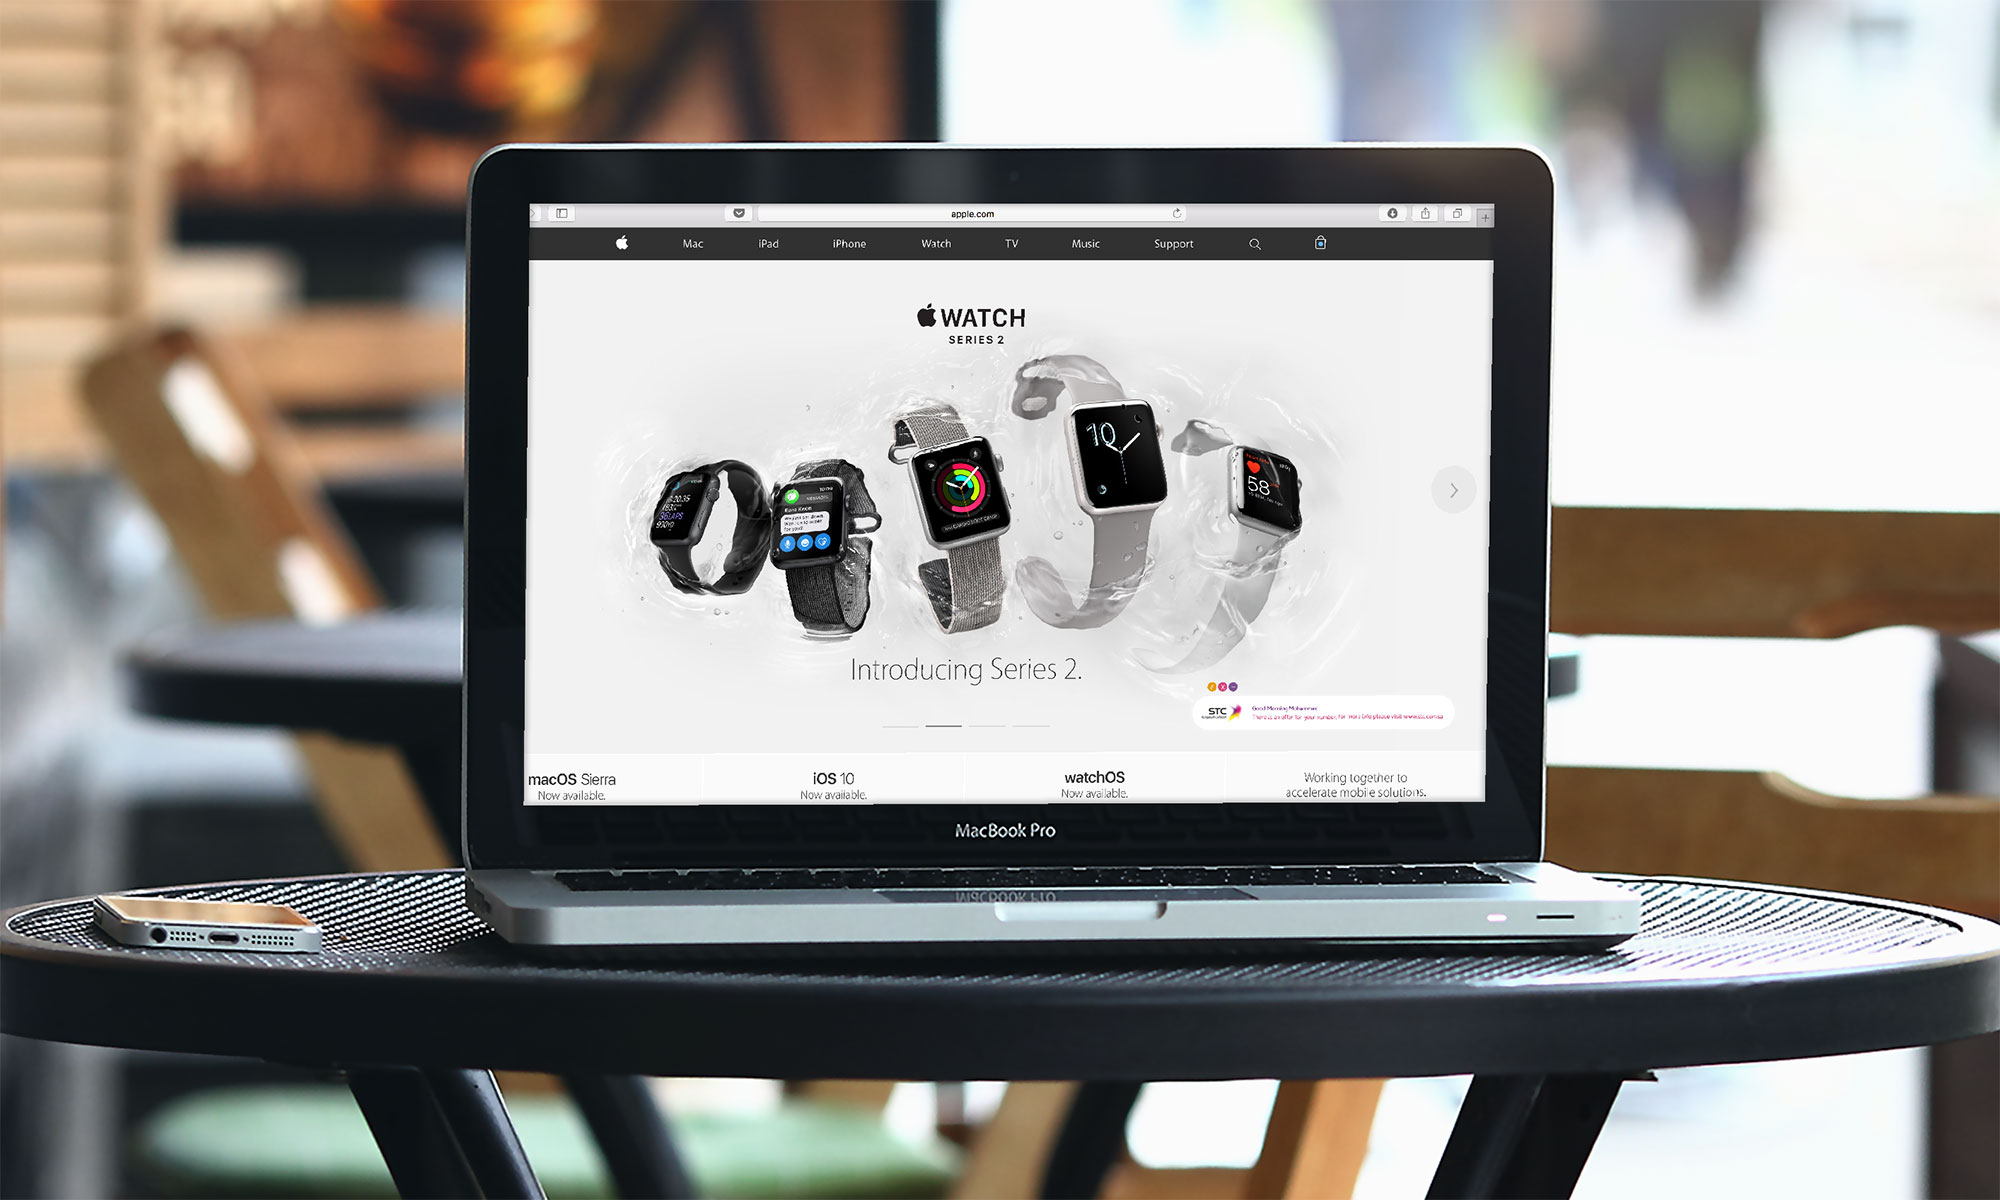 apple.com
Mac iPad iPhone Watch TV Music Support
WATCH
SERIES 2
10
58
Introducing Series 2.
STC
Good Morning Mohammed
There is an offer for your number, for more info please visit www.stc.com.sa
macOS Sierra
Now available.
iOS 10
Now available.
watchOS
Now available.
Working together to
accelerate mobile solutions.
MacBook Pro